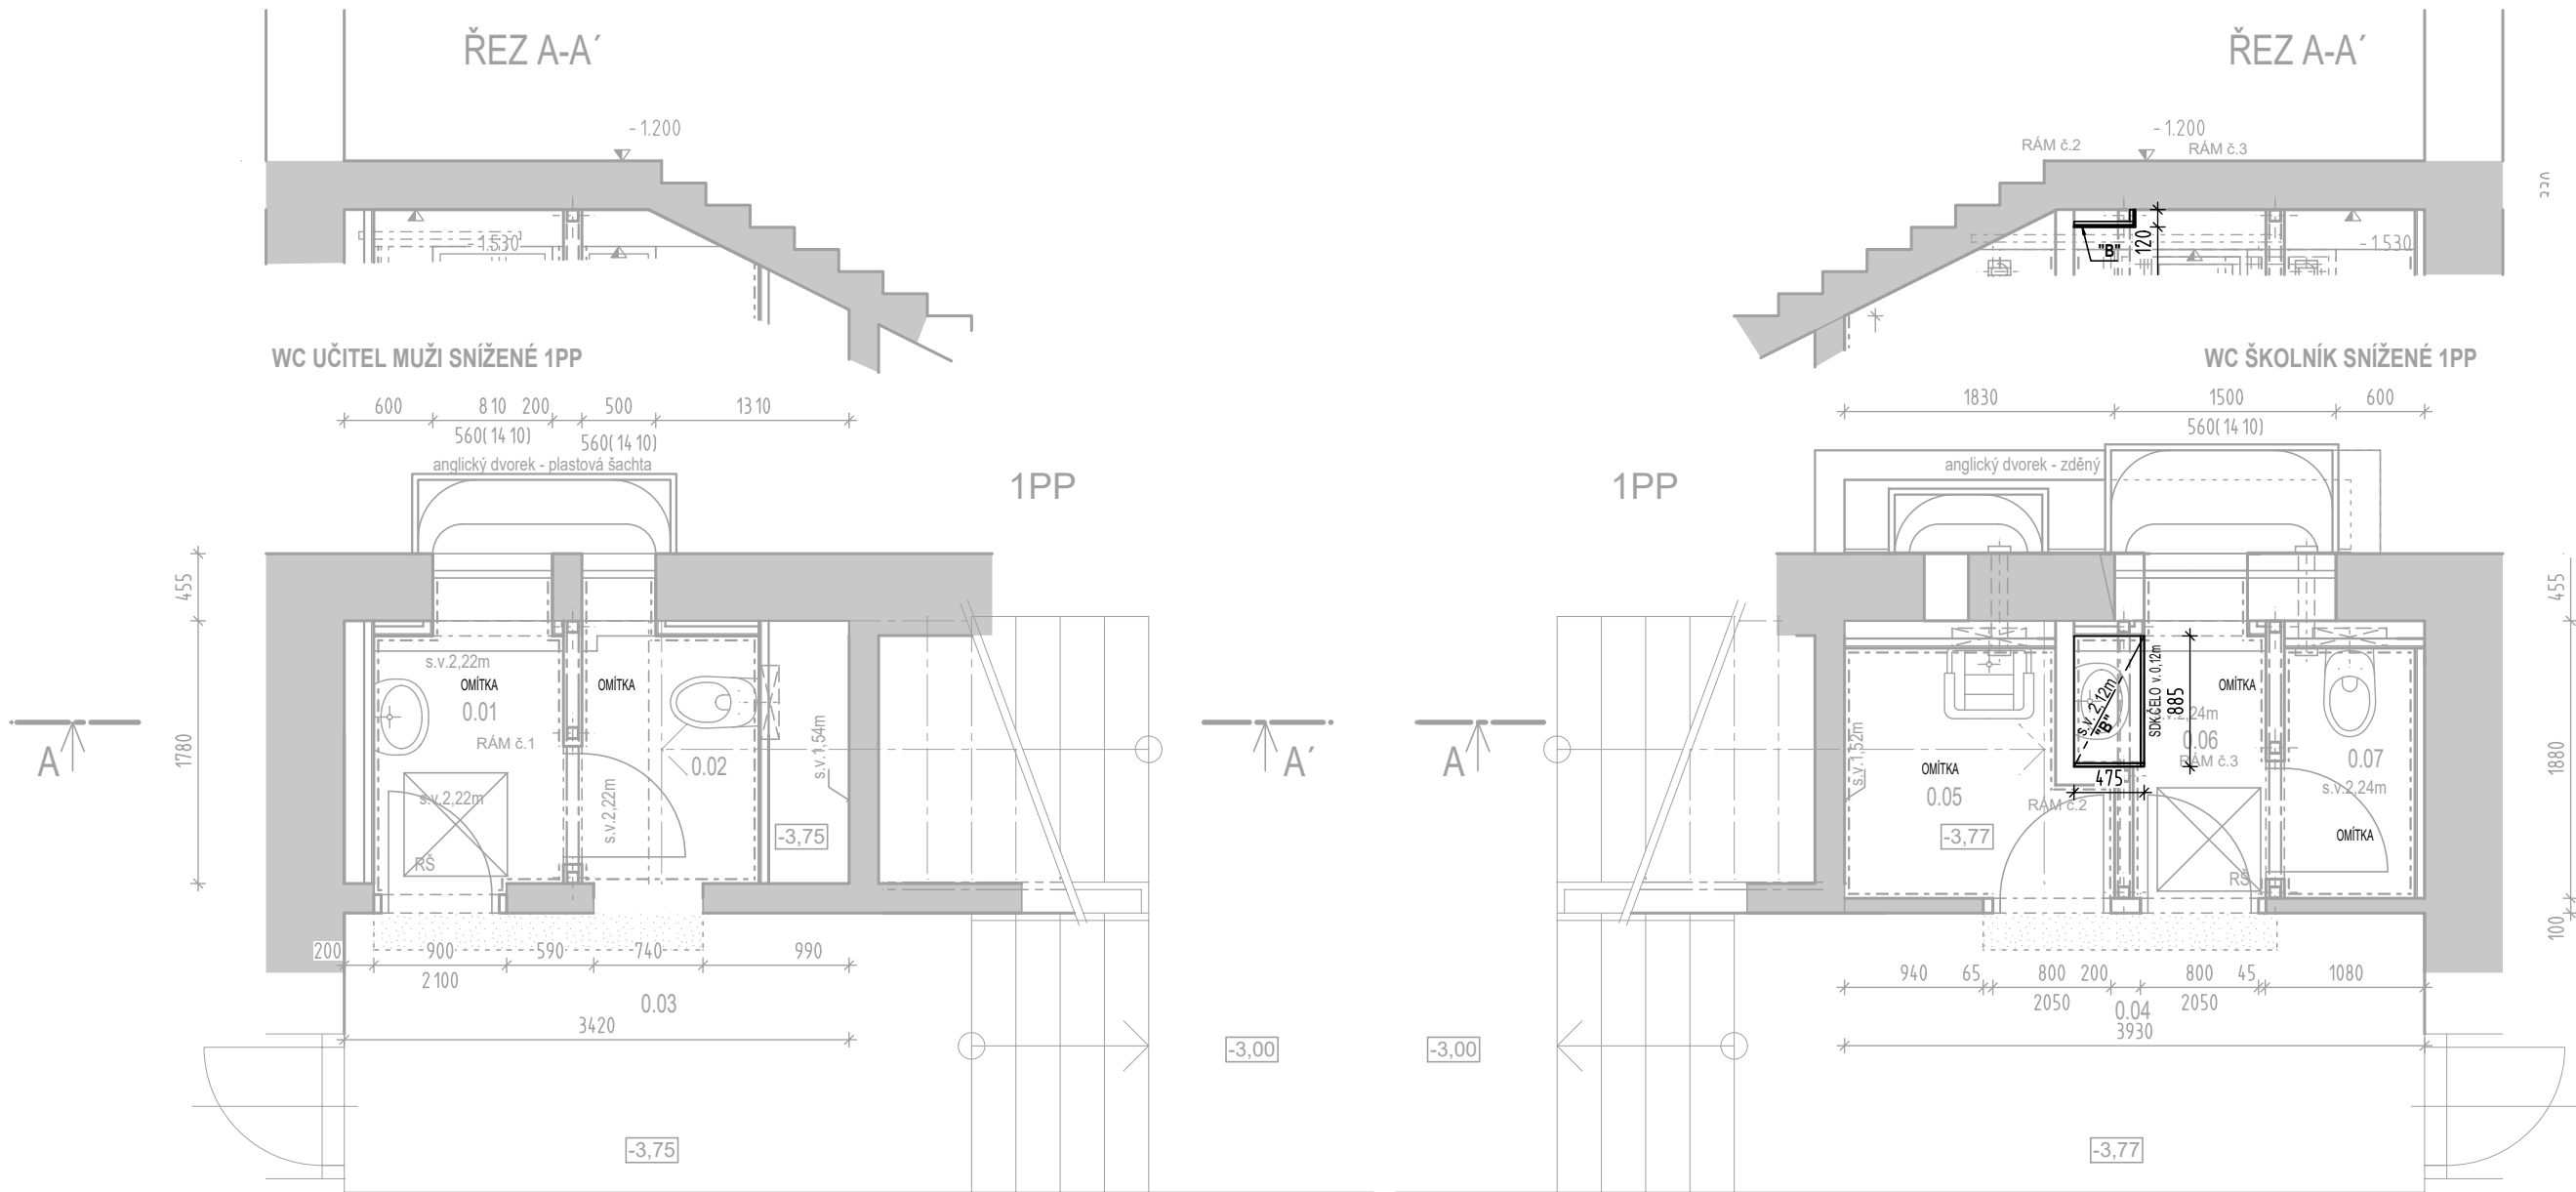 ŘEZ A-A´
- 1.200
- 1.530
WC UČITEL MUŽI SNÍŽENÉ 1PP
600
810
200
500
1310
560(1410)
560(1410)
anglický dvorek - plastová šachta
1PP
455
1780
s.v.2,22m
OMÍTKA
0.01
RÁM č.1
s.v.2,22m
RŠ
OMÍTKA
0.02
s.v.2,22m
s.v.1,54m
-3,75
A
A´
200
900
590
740
990
2100
0.03
3420
-3,00
-3,75
ŘEZ A-A´
RÁM č.2
- 1.200
RÁM č.3
"B"
120
- 1.530
WC ŠKOLNÍK SNÍŽENÉ 1PP
1830
1500
600
560(1410)
1PP
anglický dvorek - zděný
455
1880
100
A
s.v.1,52m
OMÍTKA
0.05
-3,77
RÁM č.2
s.v. 2,12m
"B"
475
885
SDK ČELO v.0,12m
OMÍTKA
0.06
RÁM č.3
RŠ
0.07
s.v.2,24m
OMÍTKA
940
65
800
200
800
45
1080
2050
0.04
2050
3930
-3,00
-3,77